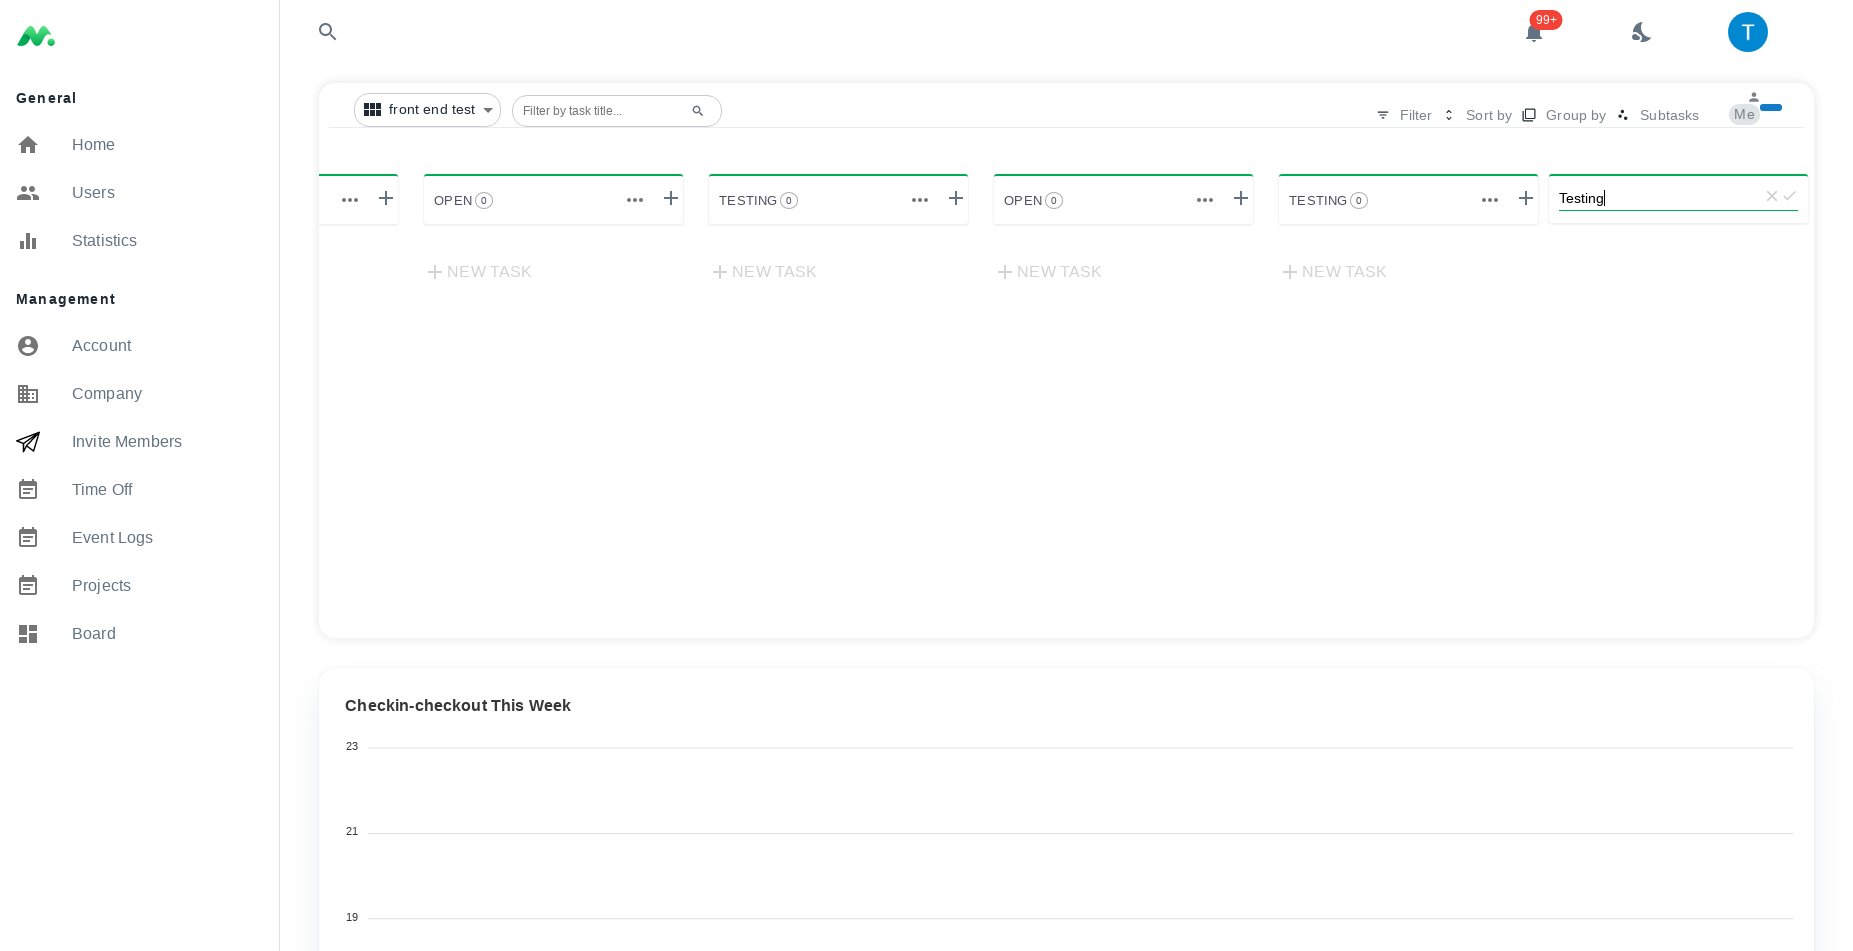 99+
T
General
Home
Users
Statistics
Management
Account
Company
Invite Members
Time Off
Event Logs
Projects
Board
front end test
Filter by task title...
Filter
Sort by
Group by
Subtasks
Me
OPEN 0
TESTING 0
OPEN 0
TESTING 0
Testing
NEW TASK
NEW TASK
NEW TASK
NEW TASK
Checkin-checkout This Week
23
21
19